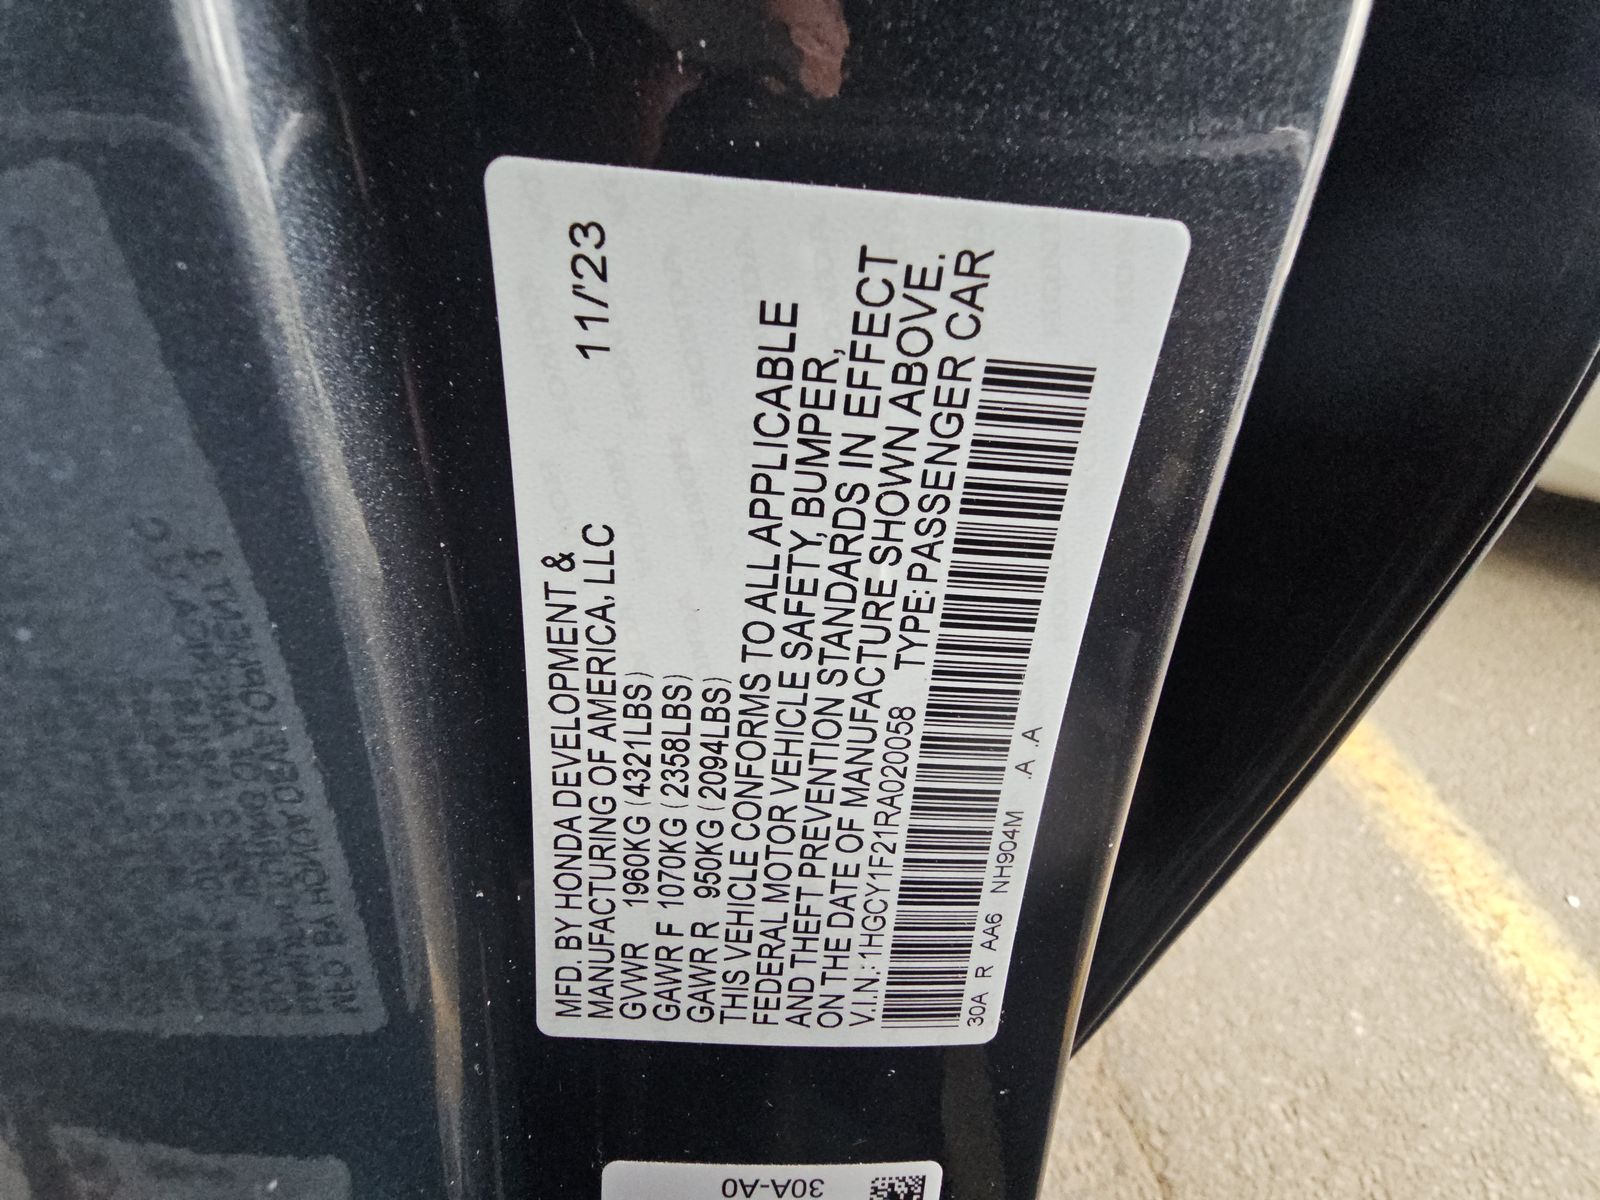 MFD. BY HONDA DEVELOPMENT & 11/'23
MANUFACTURING OF AMERICA, LLC
GVWR 1960KG (4321LBS)
GAWR F 1070KG (2358LBS)
GAWR R 950KG (2094LBS)
THIS VEHICLE CONFORMS TO ALL APPLICABLE
FEDERAL MOTOR VEHICLE SAFETY, BUMPER,
AND THEFT PREVENTION STANDARDS IN EFFECT
ON THE DATE OF MANUFACTURE SHOWN ABOVE.
V.I.N.:1HGCY1F21RA020058 TYPE:PASSENGER CAR
30A R AA6 NH904M .A .A
30A-A0